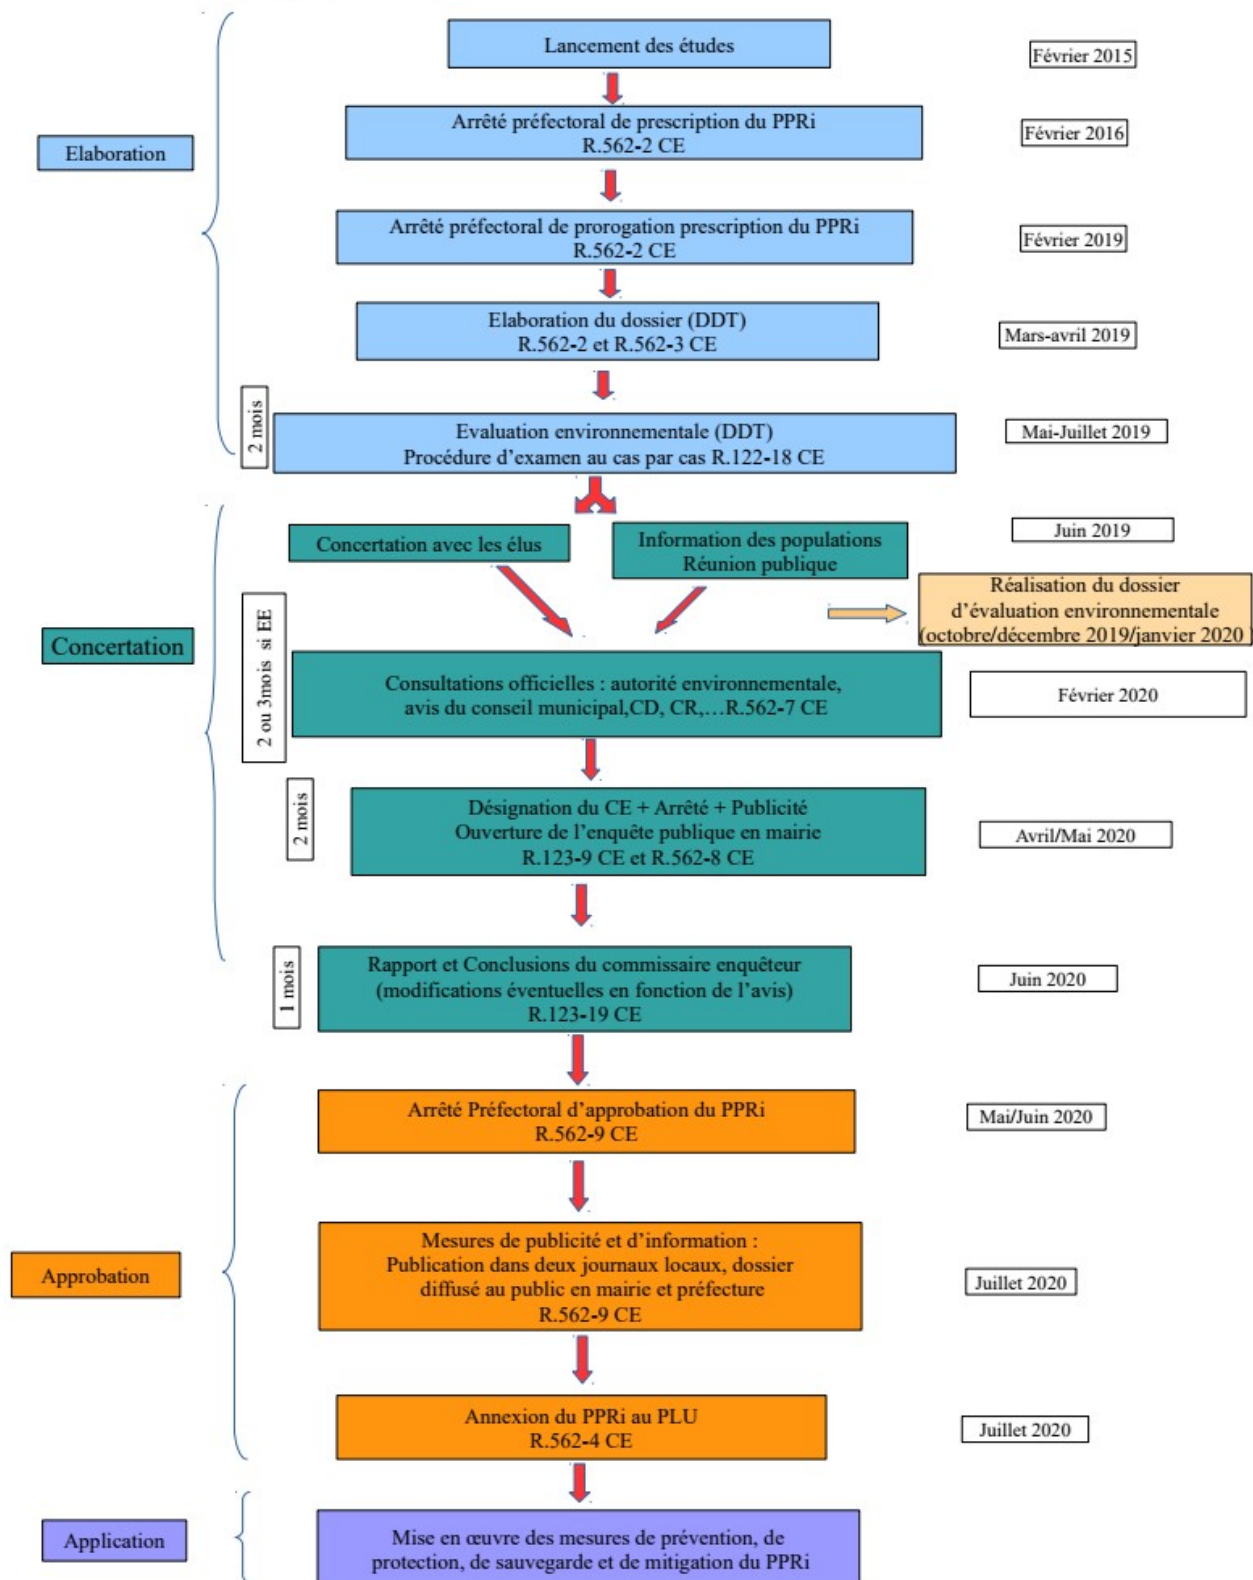 Lancement des études
Février 2015
Elaboration
Arrêté préfectoral de prescription du PPRi
R.562-2 CE
Février 2016
Arrêté préfectoral de prorogation prescription du PPRi
R.562-2 CE
Février 2019
Elaboration du dossier (DDT)
R.562-2 et R.562-3 CE
Mars-avril 2019
2 mois
Evaluation environnementale (DDT)
Procédure d'examen au cas par cas R.122-18 CE
Mai-Juillet 2019
Concertation avec les élus
Information des populations
Réunion publique
Juin 2019
Réalisation du dossier
d'évaluation environnementale
(octobre/décembre 2019/janvier 2020 )
Concertation
2 ou 3mois si EE
Consultations officielles : autorité environnementale,
avis du conseil municipal,CD, CR,…R.562-7 CE
Février 2020
2 mois
Désignation du CE + Arrêté + Publicité
Ouverture de l'enquête publique en mairie
R.123-9 CE et R.562-8 CE
Avril/Mai 2020
1 mois
Rapport et Conclusions du commissaire enquêteur
(modifications éventuelles en fonction de l'avis)
R.123-19 CE
Juin 2020
Arrêté Préfectoral d'approbation du PPRi
R.562-9 CE
Mai/Juin 2020
Approbation
Mesures de publicité et d'information :
Publication dans deux journaux locaux, dossier
diffusé au public en mairie et préfecture
R.562-9 CE
Juillet 2020
Annexion du PPRi au PLU
R.562-4 CE
Juillet 2020
Application
Mise en œuvre des mesures de prévention, de
protection, de sauvegarde et de mitigation du PPRi